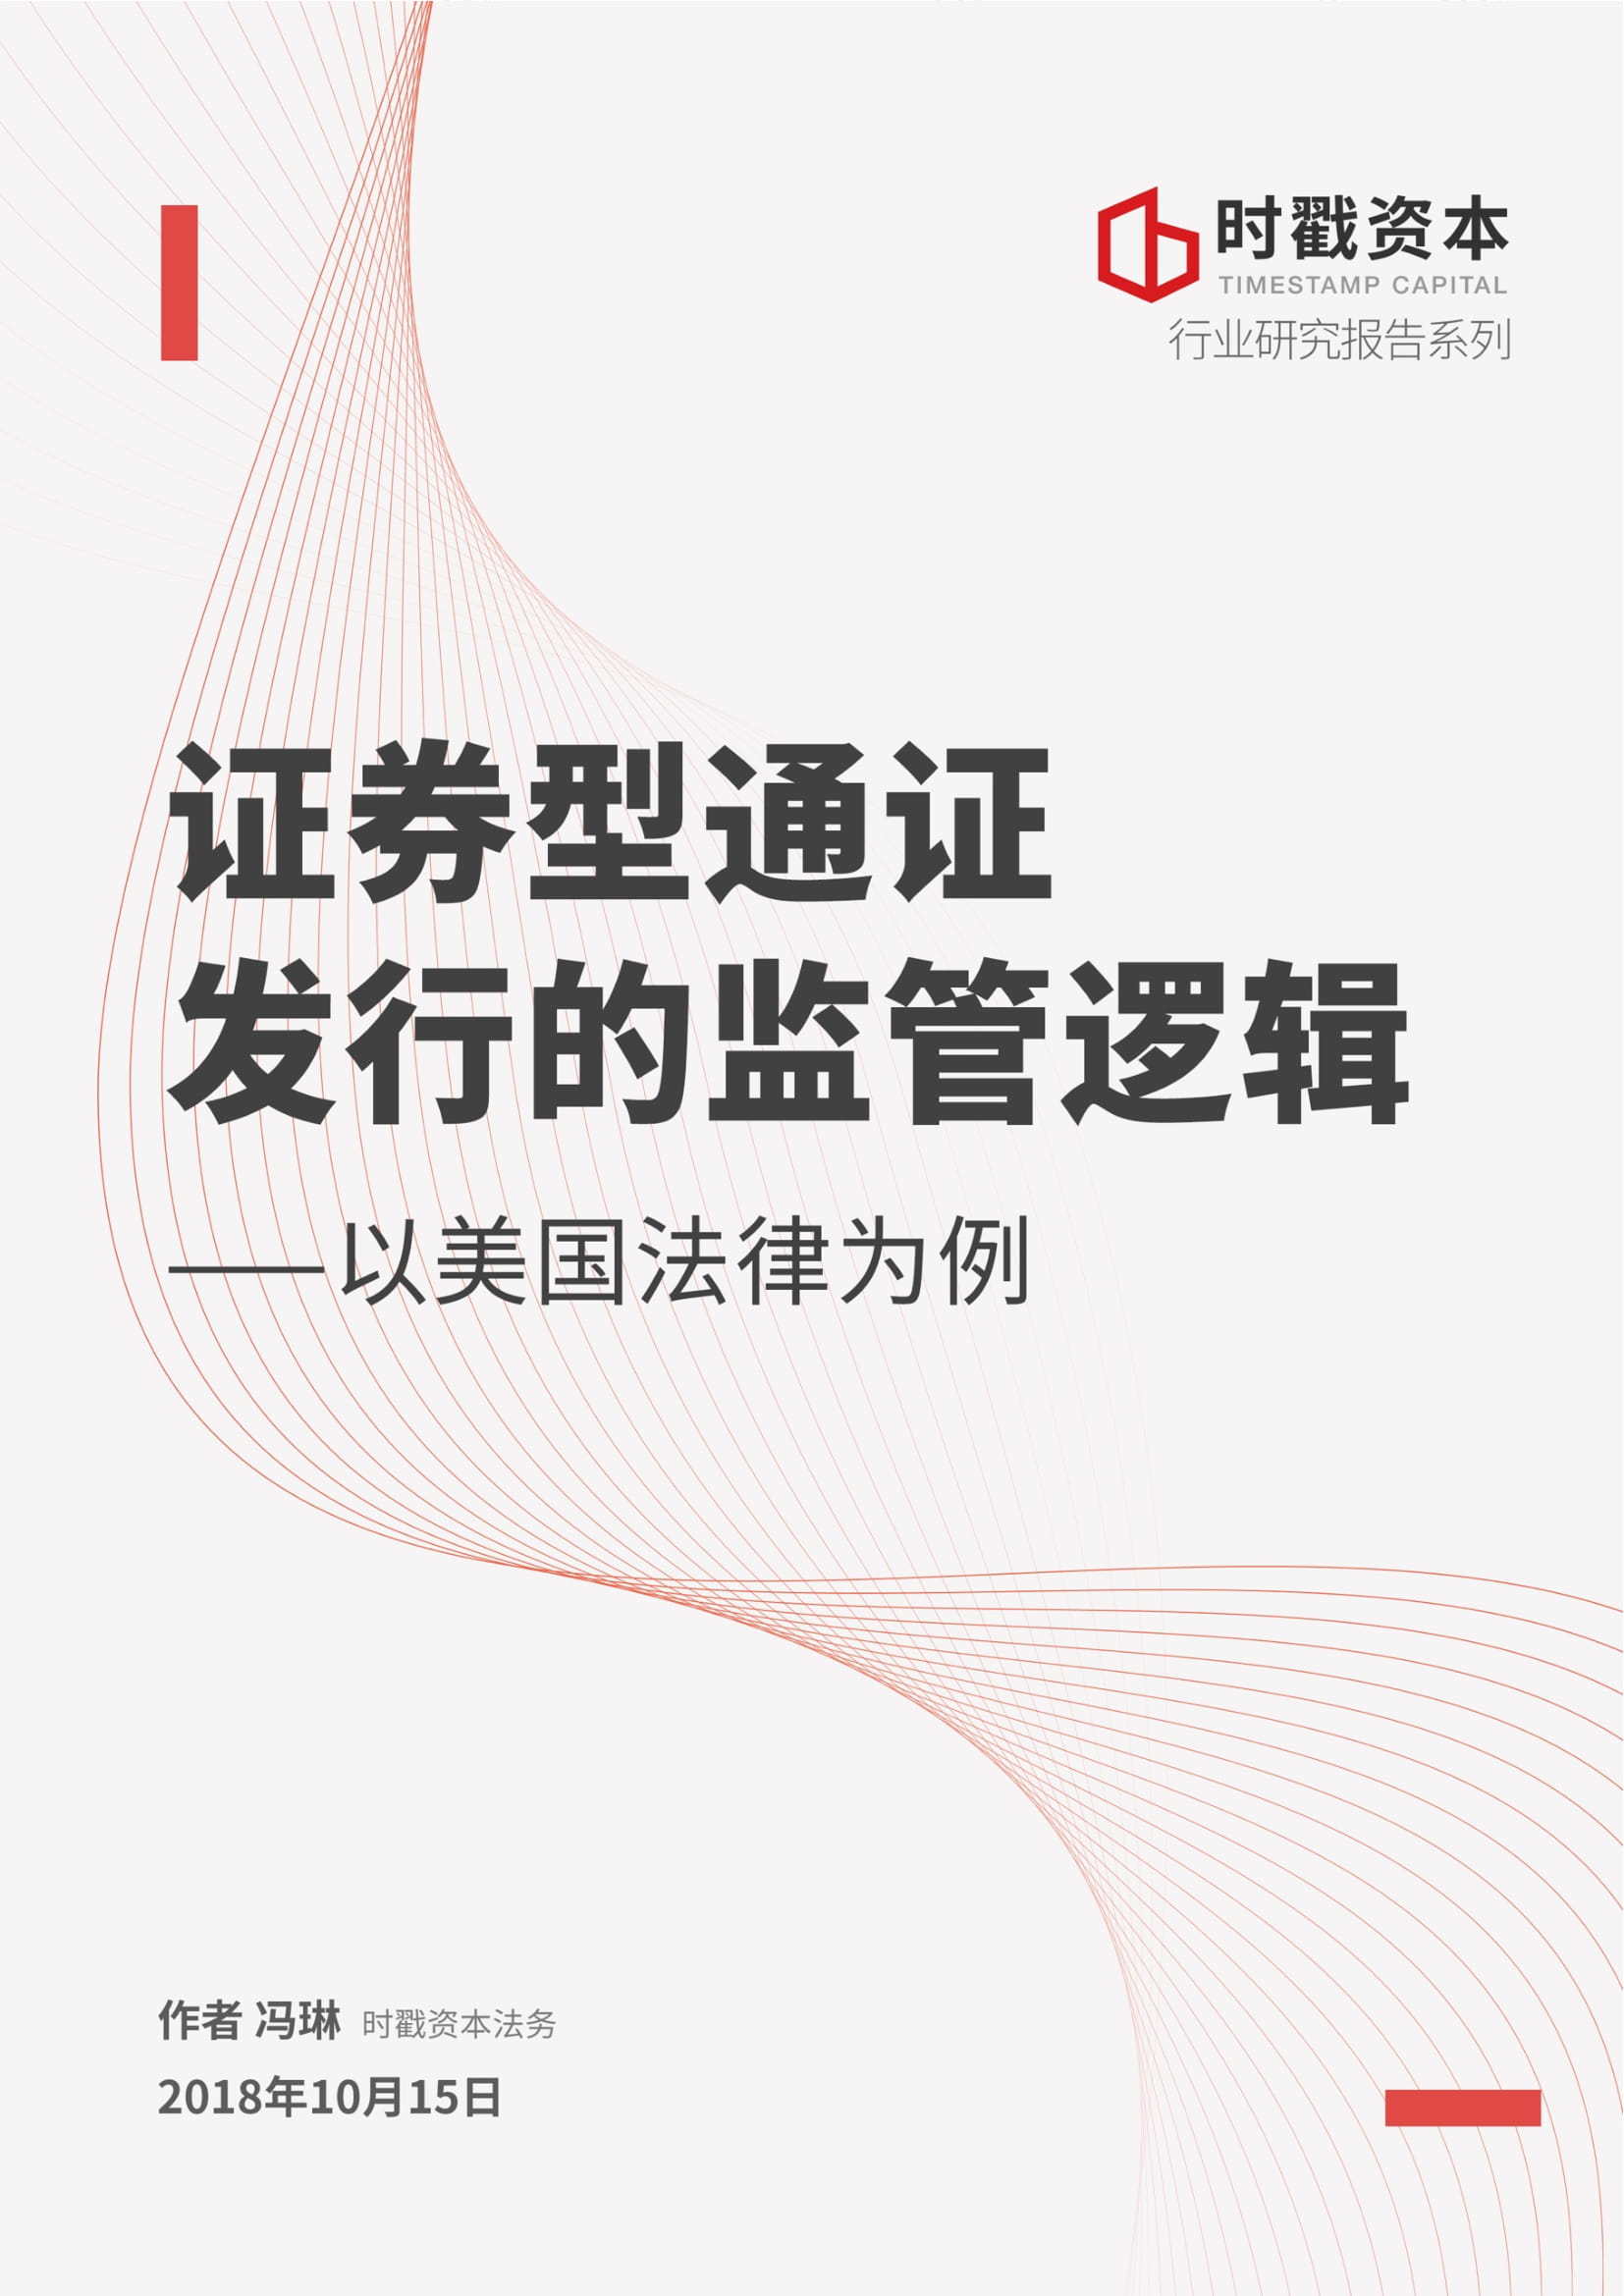 时戳资本
TIMESTAMP CAPITAL
行业研究报告系列
证券型通证
发行的监管逻辑
——以美国法律为例
作者 冯琳 时戳资本法务
2018年10月15日